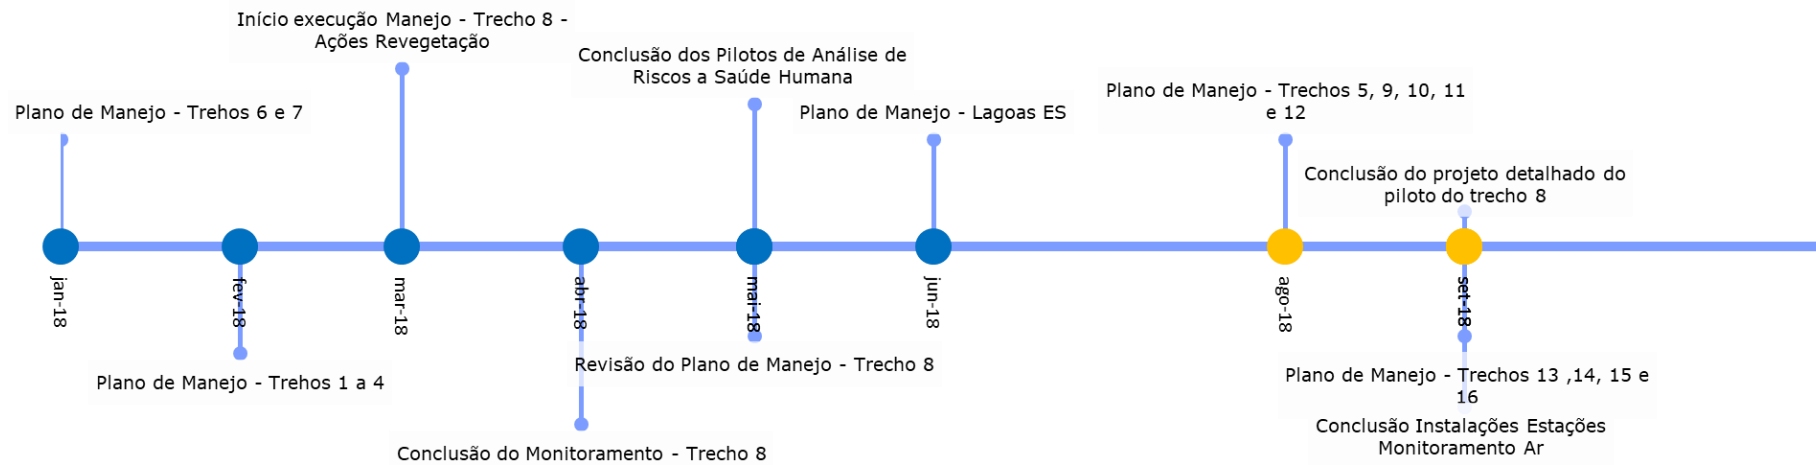 Início execução Manejo - Trecho 8 -
Ações Revegetação
Conclusão dos Pilotos de Análise de
Riscos a Saúde Humana
Plano de Manejo - Trehos 6 e 7
Plano de Manejo - Lagoas ES
Plano de Manejo - Trechos 5, 9, 10, 11
e 12
Conclusão do projeto detalhado do
piloto do trecho 8
jan-18
fev-18
mar-18
abr-18
mai-18
jun-18
ago-18
set-18
Plano de Manejo - Trehos 1 a 4
Revisão do Plano de Manejo - Trecho 8
Conclusão do Monitoramento - Trecho 8
Plano de Manejo - Trechos 13 ,14, 15 e
16
Conclusão Instalações Estações
Monitoramento Ar